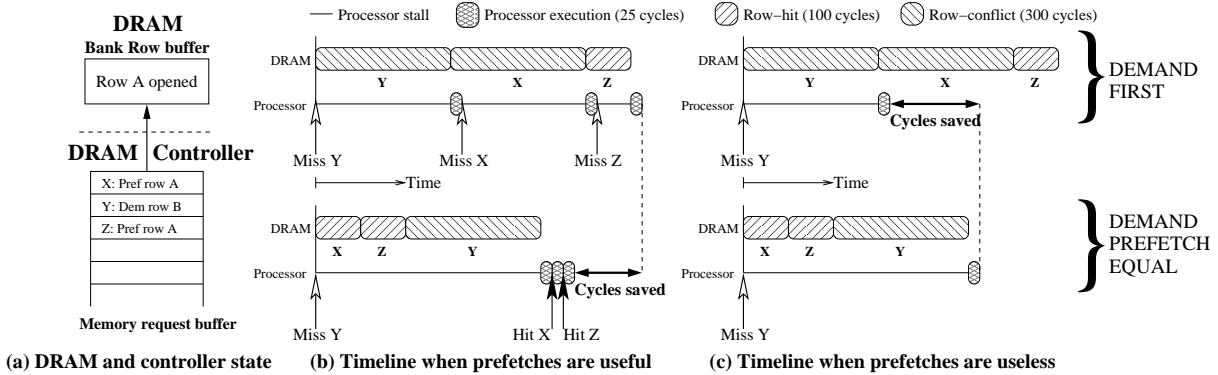 DRAM
Bank Row buffer
Row A opened
DRAM Controller
X: Pref row A
Y: Dem row B
Z: Pref row A
Memory request buffer
(a) DRAM and controller state
Processor stall
Processor execution (25 cycles)
Row−hit (100 cycles)
Row−conflict (300 cycles)
DRAM
Y X Z
Processor
Miss Y Miss X Miss Z
Time
DRAM
X Z Y
Processor
Cycles saved
Miss Y Hit X Hit Z
(b) Timeline when prefetches are useful
DRAM
Y X Z
Processor
Cycles saved
Miss Y
Time
DRAM
X Z Y
Processor
Miss Y
(c) Timeline when prefetches are useless
DEMAND
FIRST
DEMAND
PREFETCH
EQUAL